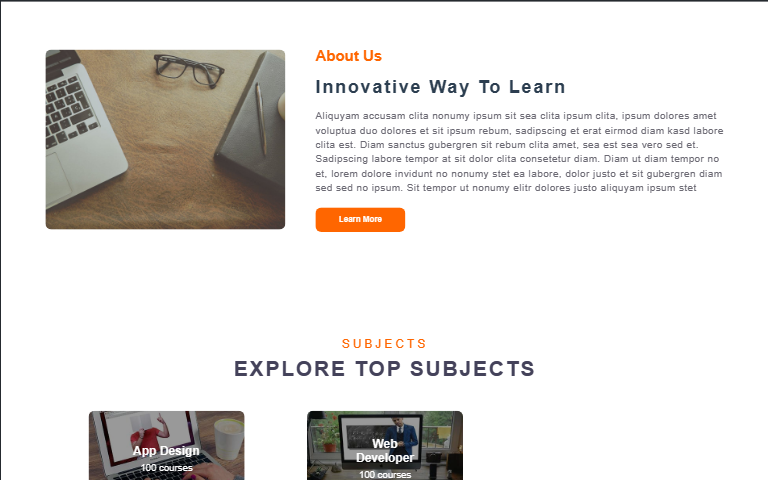 About Us
Innovative Way To Learn
Aliquyam accusam clita nonumy ipsum sit sea clita ipsum clita, ipsum dolores amet
voluptua duo dolores et sit ipsum rebum, sadipscing et erat eirmod diam kasd labore
clita est. Diam sanctus gubergren sit rebum clita amet, sea est sea vero sed et.
Sadipscing labore tempor at sit dolor clita consetetur diam. Diam ut diam tempor no
et, lorem dolore invidunt no nonumy stet ea labore, dolor justo et sit gubergren diam
sed sed no ipsum. Sit tempor ut nonumy elitr dolores justo aliquyam ipsum stet
Learn More
SUBJECTS
EXPLORE TOP SUBJECTS
App Design
100 courses
Web
Developer
100 courses